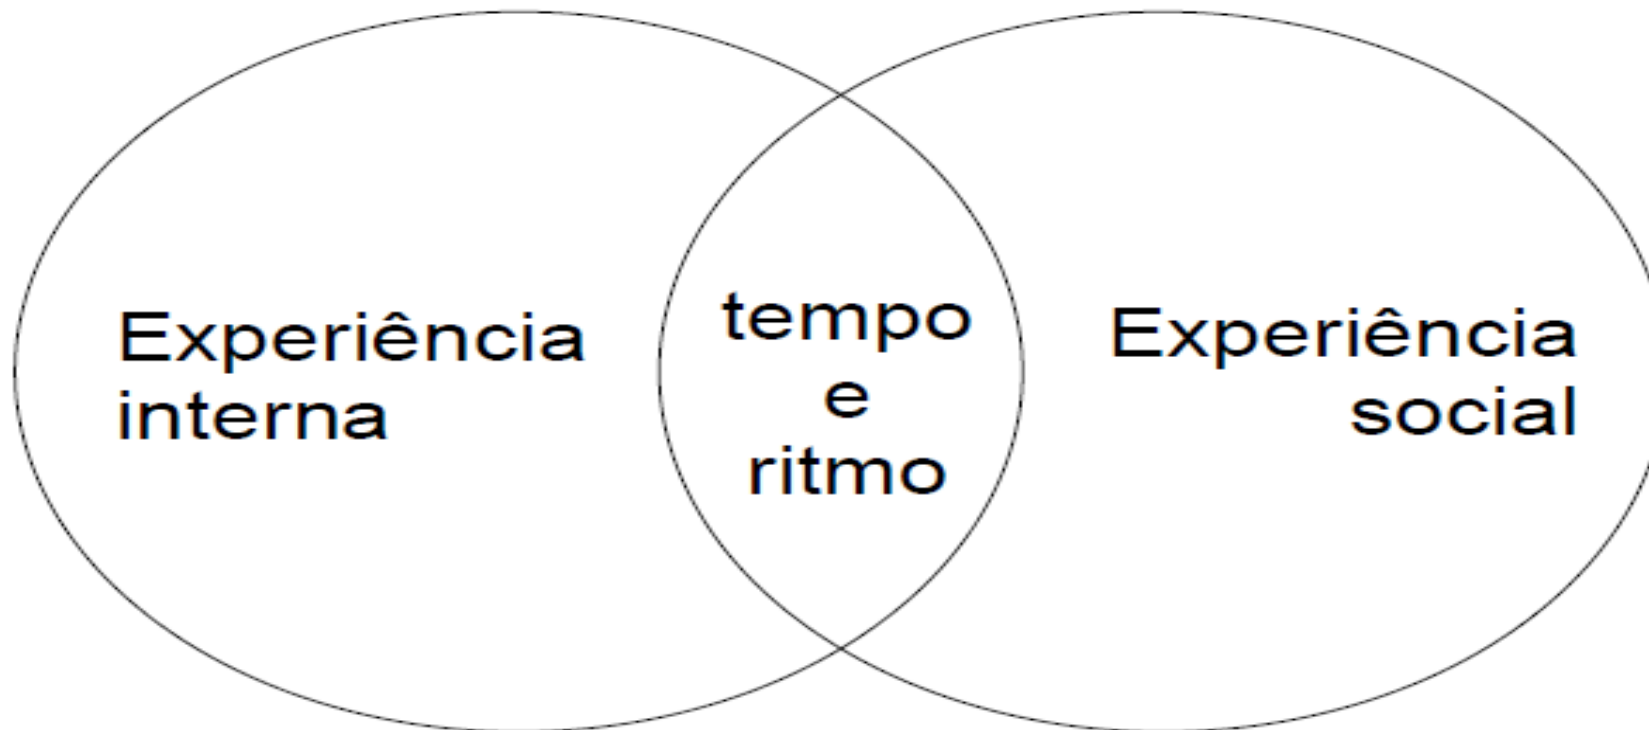 Experiência
interna
tempo
e
ritmo
Experiência
social